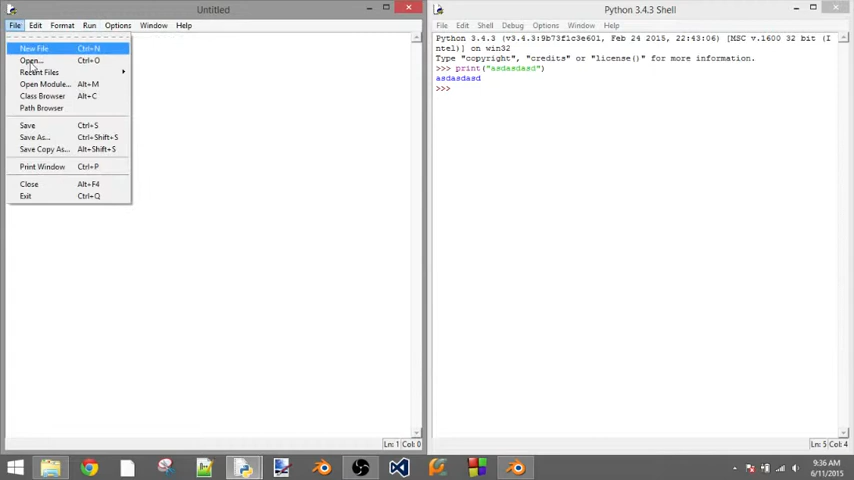 Untitled
File Edit Format Run Options Window Help
New File Ctrl+N
Open... Ctrl+O
Recent Files
Open Module... Alt+M
Class Browser Alt+C
Path Browser
Save Ctrl+S
Save As... Ctrl+Shift+S
Save Copy As... Alt+Shift+S
Print Window Ctrl+P
Close Alt+F4
Exit Ctrl+Q
Ln: 1 Col: 0
Python 3.4.3 Shell
File Edit Shell Debug Options Window Help
Python 3.4.3 (v3.4.3:9b73f1c3e601, Feb 24 2015, 22:43:06) [MSC v.1600 32 bit (I
ntel)] on win32
Type "copyright", "credits" or "license()" for more information.
>>> print("asdasdasd")
asdasdasd
>>>
Ln: 5 Col: 4
9:36 AM
6/11/2015